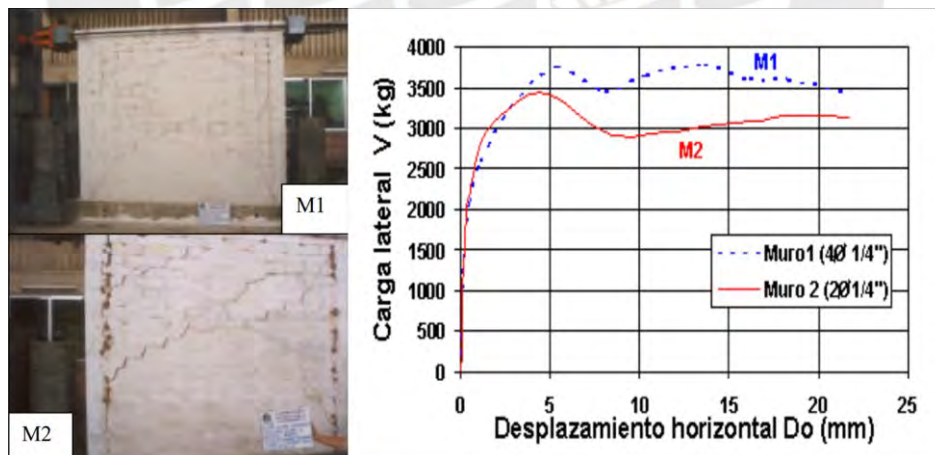 M1
M2
Carga lateral V (kg)
4000
3500
3000
2500
2000
1500
1000
500
0
M1
M2
Muro1 (4Ø 1/4")
Muro 2 (2Ø1/4")
0 5 10 15 20 25
Desplazamiento horizontal Do (mm)